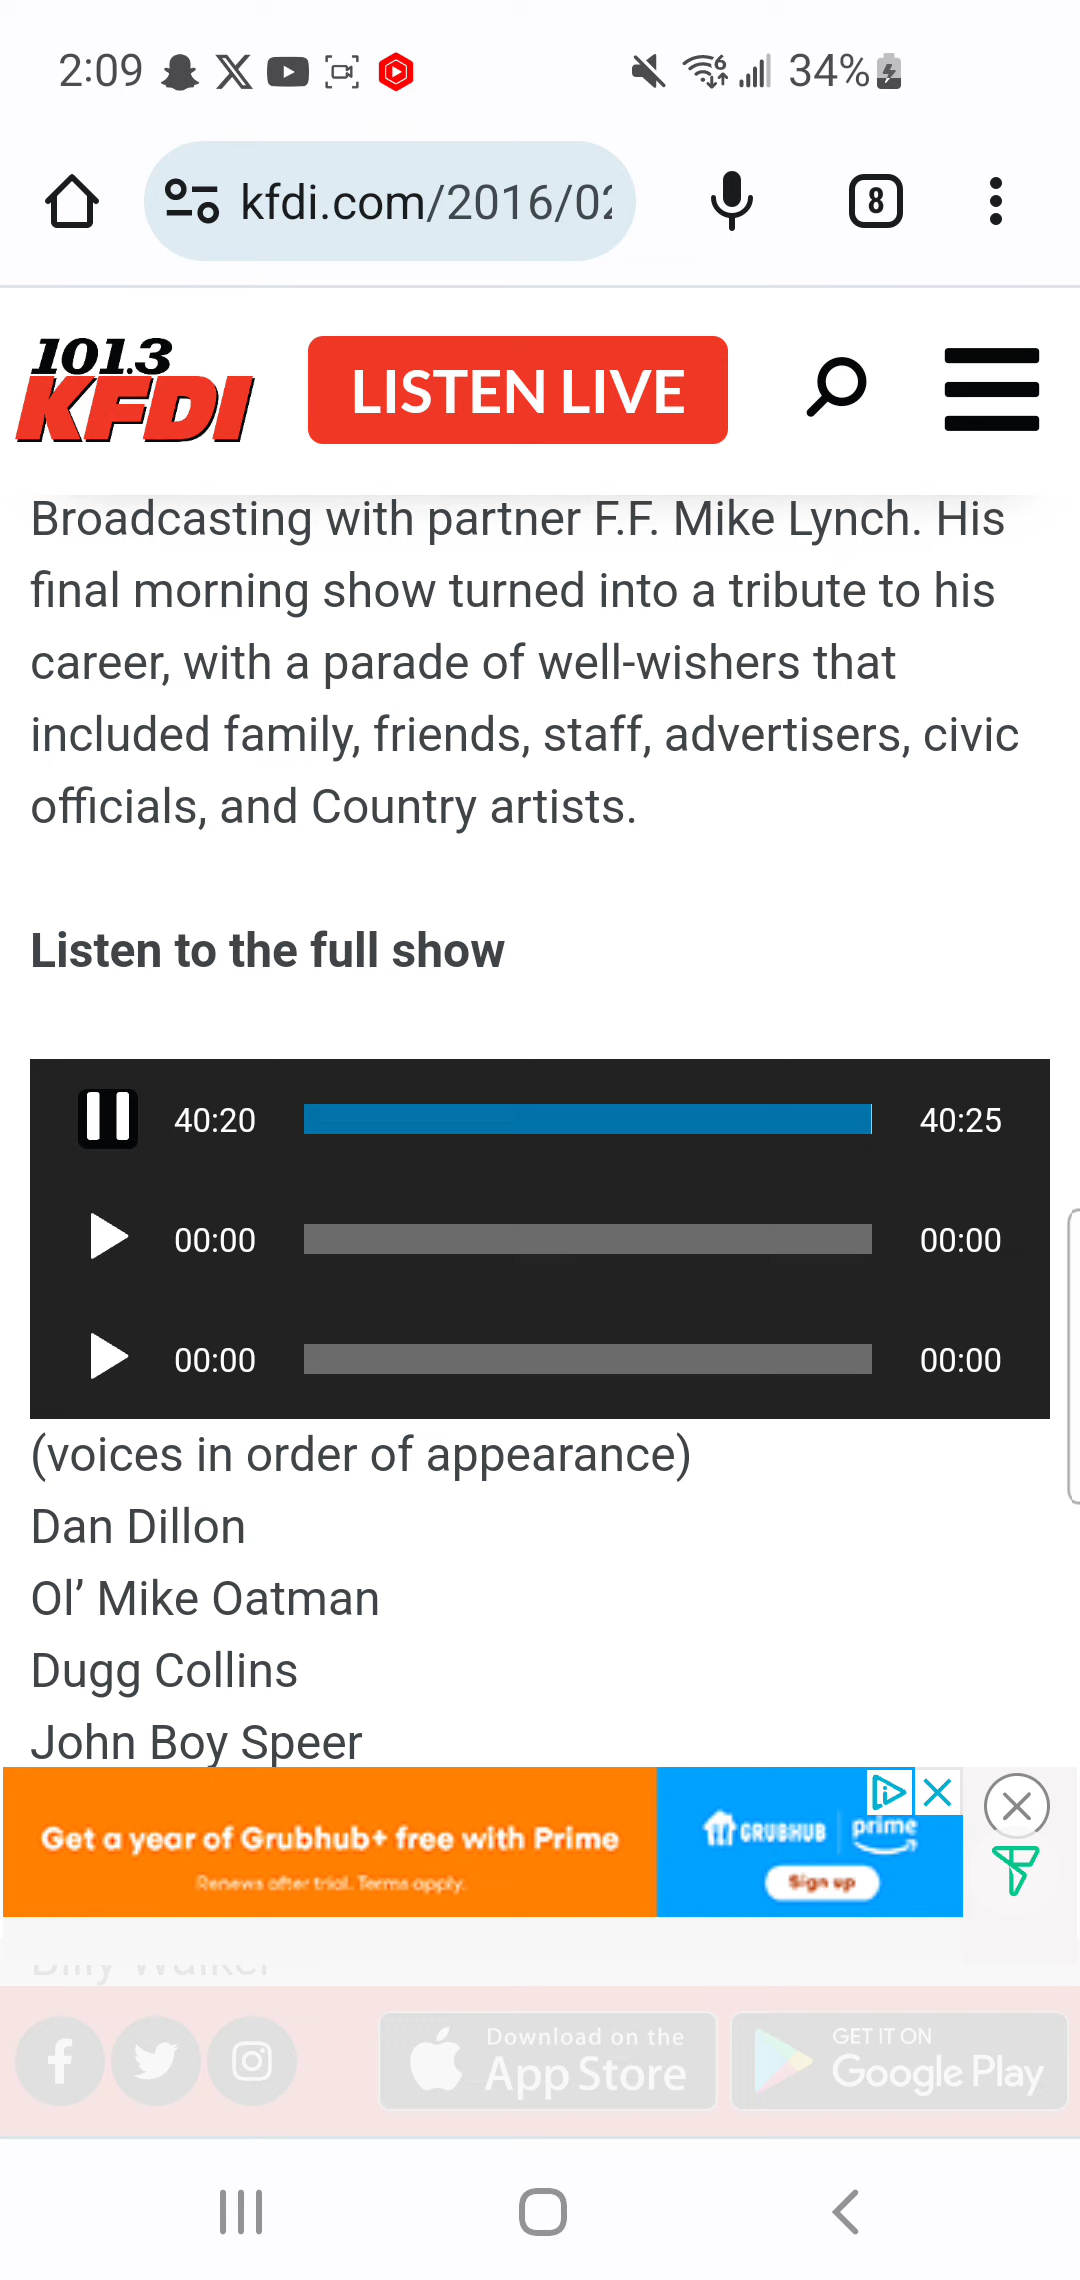 2:09
6
34%
kfdi.com/2016/02
8
101.3
KFDI
LISTEN LIVE
Broadcasting with partner F.F. Mike Lynch. His
final morning show turned into a tribute to his
career, with a parade of well-wishers that
included family, friends, staff, advertisers, civic
officials, and Country artists.
Listen to the full show
40:20 40:25
00:00 00:00
00:00 00:00
(voices in order of appearance)
Dan Dillon
Ol’ Mike Oatman
Dugg Collins
John Boy Speer
Get a year of Grubhub+ free with Prime
Renews after trial. Terms apply.
GRUBHUB prime
Sign up
Billy Walker
Download on the
App Store
GET IT ON
Google Play